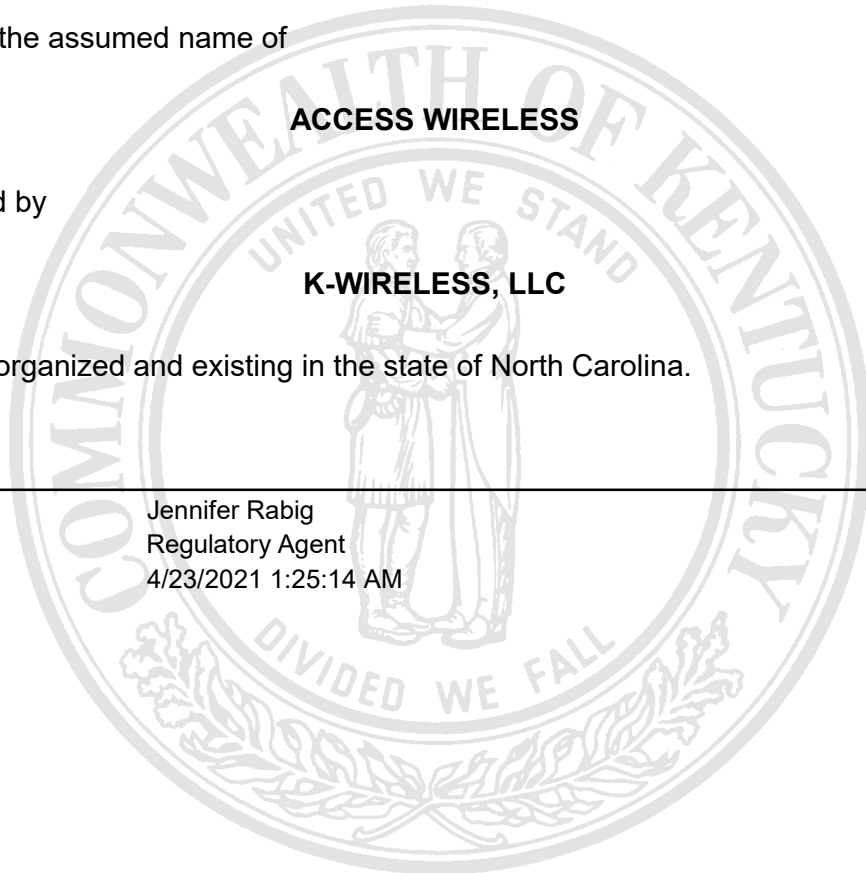 the assumed name of
ACCESS WIRELESS
d by
K-WIRELESS, LLC
organized and existing in the state of North Carolina.
Jennifer Rabig
Regulatory Agent
4/23/2021 1:25:14 AM
COMMONWEALTH OF KENTUCKY
UNITED WE STAND
DIVIDED WE FALL